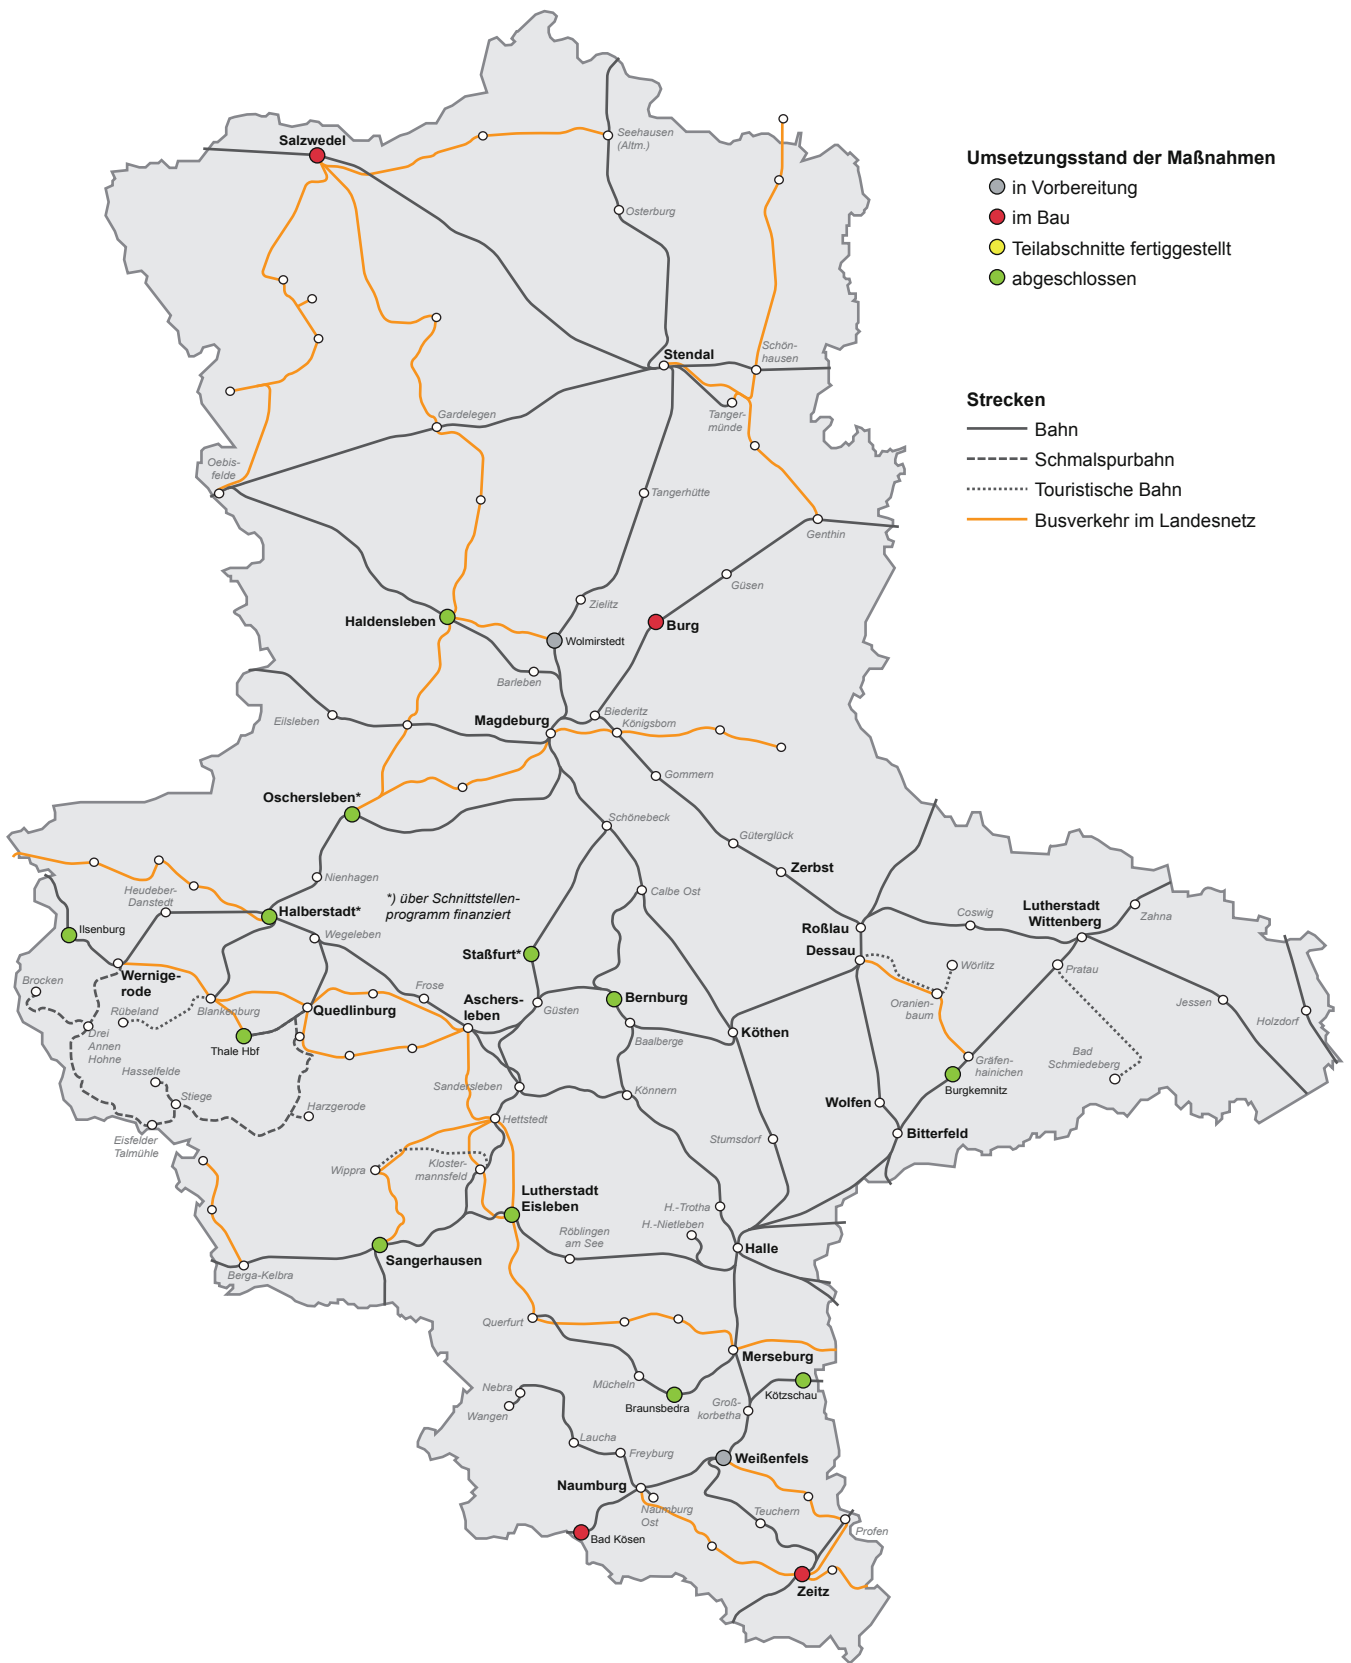 Umsetzungsstand der Maßnahmen
in Vorbereitung
im Bau
Teilabschnitte fertiggestellt
abgeschlossen
Strecken
Bahn
Schmalspurbahn
Touristische Bahn
Busverkehr im Landesnetz
Salzwedel
Seehausen
(Altm.)
Osterburg
Stendal
Schön-
hausen
Tanger-
münde
Gardelegen
Oebis-
felde
Tangerhütte
Genthin
Güsen
Zielitz
Haldensleben
Burg
Wolmirstedt
Barleben
Eilsleben
Magdeburg
Biederitz
Königsborn
Gommern
Oschersleben*
Schönebeck
Güterglück
Zerbst
Nienhagen
*) über Schnittstellen-
programm finanziert
Heudeber-
Danstedt
Halberstadt*
Calbe Ost
Ilsenburg
Wegeleben
Staßfurt*
Roßlau
Dessau
Coswig
Lutherstadt
Wittenberg
Zahna
Wernige-
rode
Brocken
Rübeland
Blankenburg
Quedlinburg
Frose
Aschers-
leben
Güsten
Bernburg
Wörlitz
Oranien-
baum
Pratau
Jessen
Holzdorf
Drei
Annen
Hohne
Thale Hbf
Baalberge
Köthen
Gräfen-
hainichen
Burgkemnitz
Bad
Schmiedeberg
Hasselfelde
Stiege
Harzgerode
Sandersleben
Könnern
Wolfen
Eisfelder
Talmühle
Hettstedt
Stumsdorf
Bitterfeld
Wippra
Kloster-
mannsfeld
Lutherstadt
Eisleben
H.-Trotha
H.-Nietleben
Röblingen
am See
Halle
Sangerhausen
Berga-Kelbra
Querfurt
Merseburg
Mücheln
Braunsbedra
Kötzschau
Nebra
Wangen
Groß-
korbetha
Laucha
Freyburg
Weißenfels
Naumburg
Naumburg
Ost
Teuchern
Profen
Bad Kösen
Zeitz